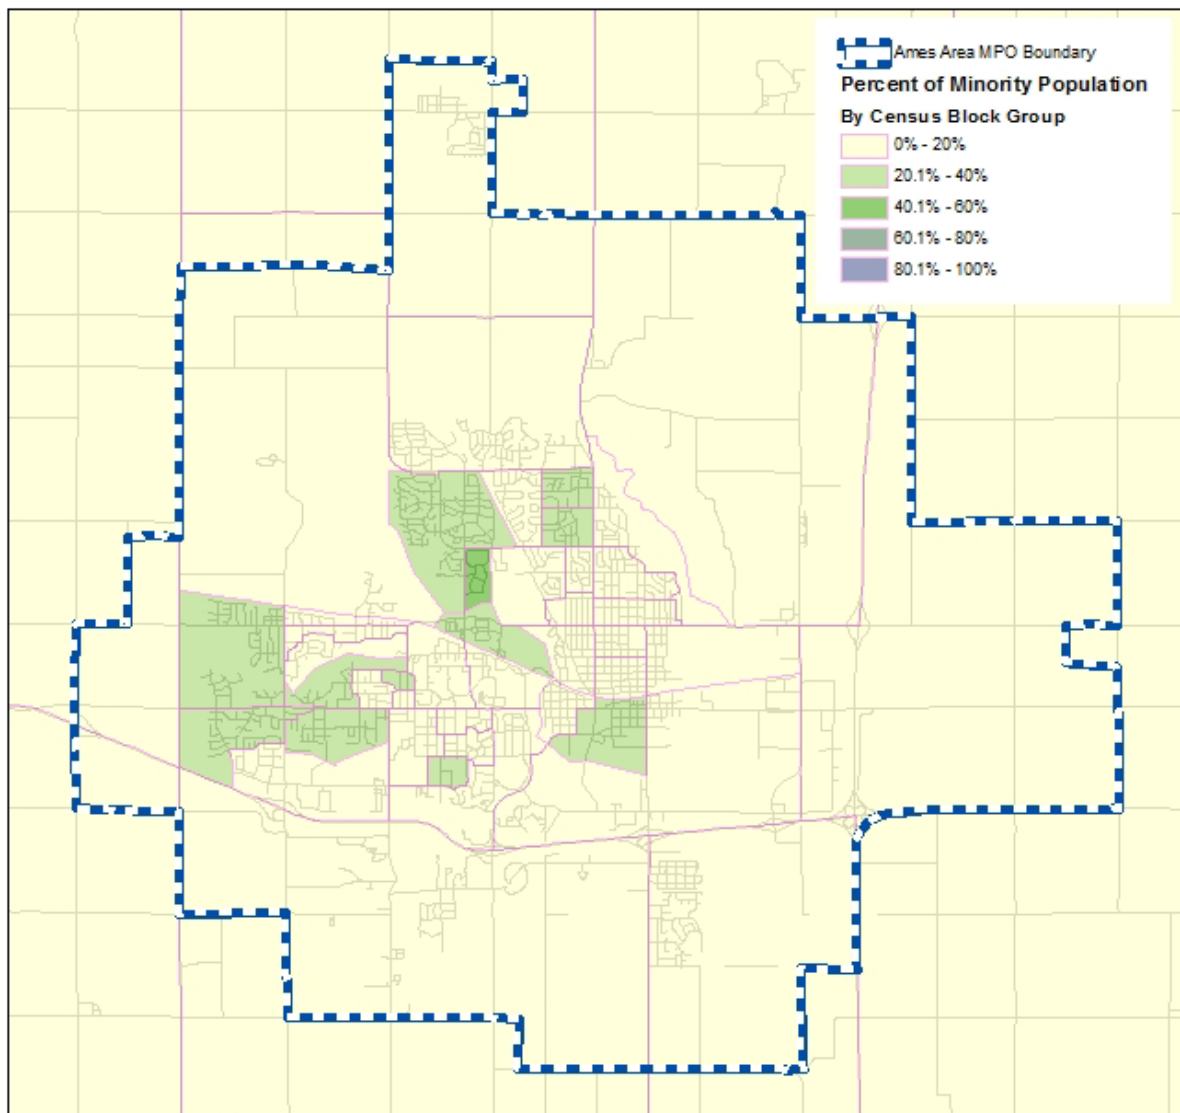 Ames Area MPO Boundary
Percent of Minority Population
By Census Block Group
0% - 20%
20.1% - 40%
40.1% - 60%
60.1% - 80%
80.1% - 100%